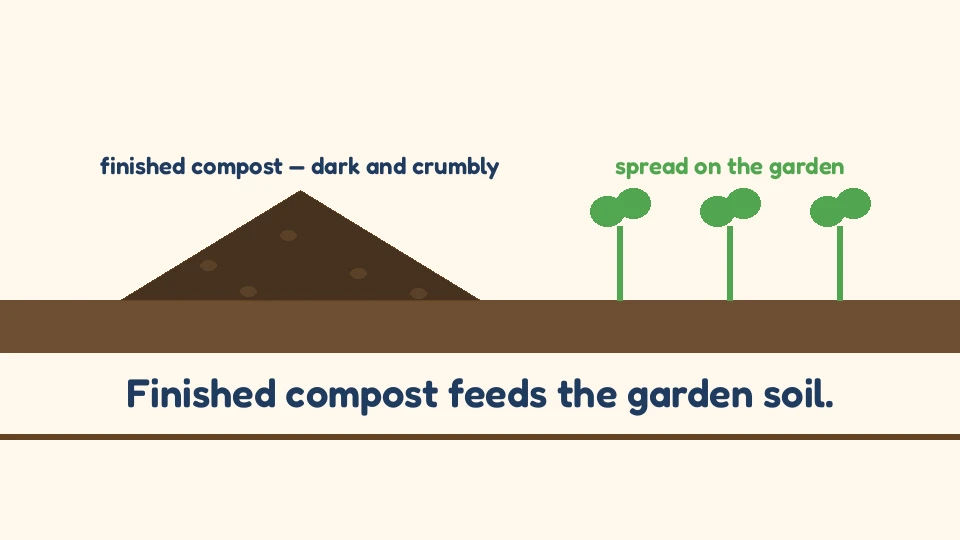 finished compost — dark and crumbly
spread on the garden
Finished compost feeds the garden soil.